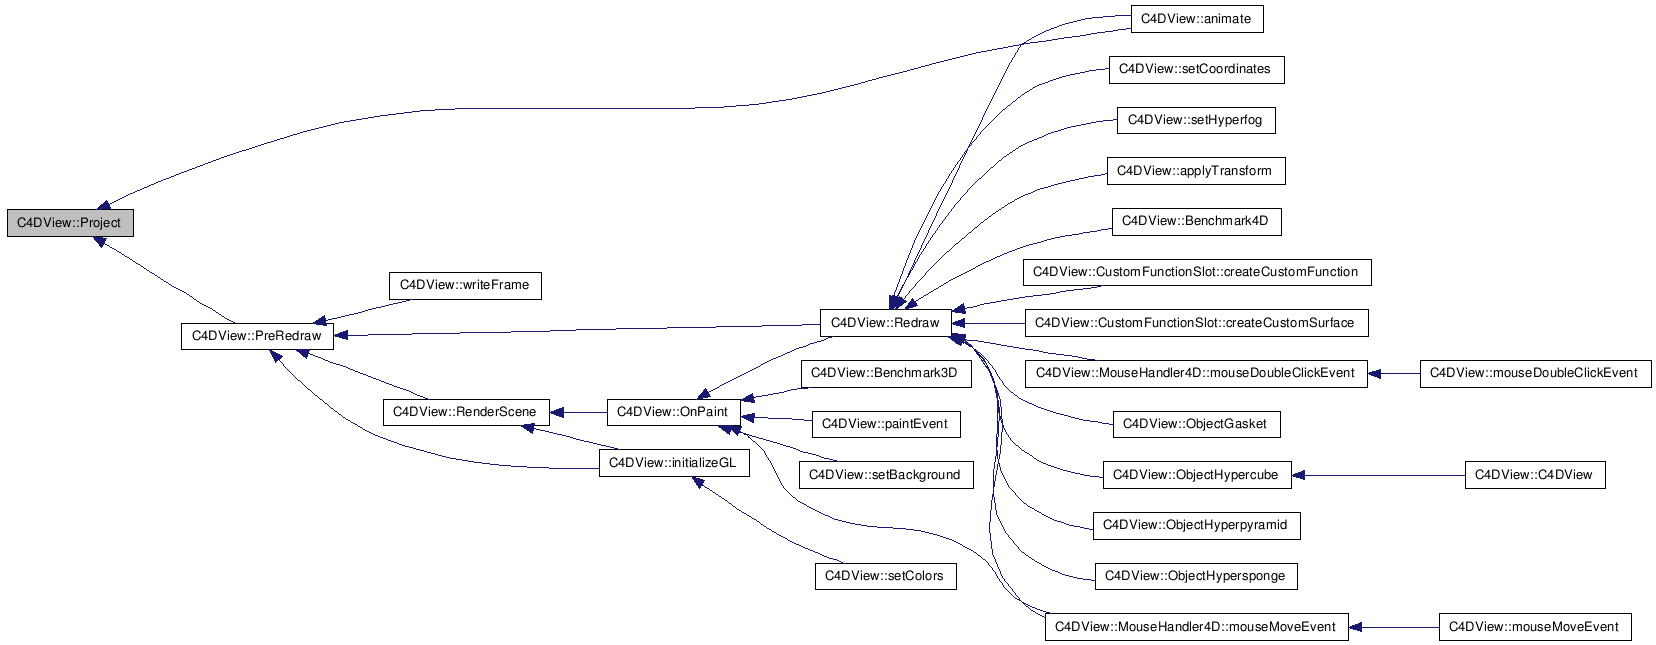 C4DView::animate
C4DView::setCoordinates
C4DView::setHyperfog
C4DView::applyTransform
C4DView::Project
C4DView::Benchmark4D
C4DView::CustomFunctionSlot::createCustomFunction
C4DView::writeFrame
C4DView::Redraw
C4DView::CustomFunctionSlot::createCustomSurface
C4DView::PreRedraw
C4DView::Benchmark3D
C4DView::MouseHandler4D::mouseDoubleClickEvent
C4DView::mouseDoubleClickEvent
C4DView::RenderScene
C4DView::OnPaint
C4DView::paintEvent
C4DView::ObjectGasket
C4DView::initializeGL
C4DView::setBackground
C4DView::ObjectHypercube
C4DView::C4DView
C4DView::ObjectHyperpyramid
C4DView::setColors
C4DView::ObjectHypersponge
C4DView::MouseHandler4D::mouseMoveEvent
C4DView::mouseMoveEvent